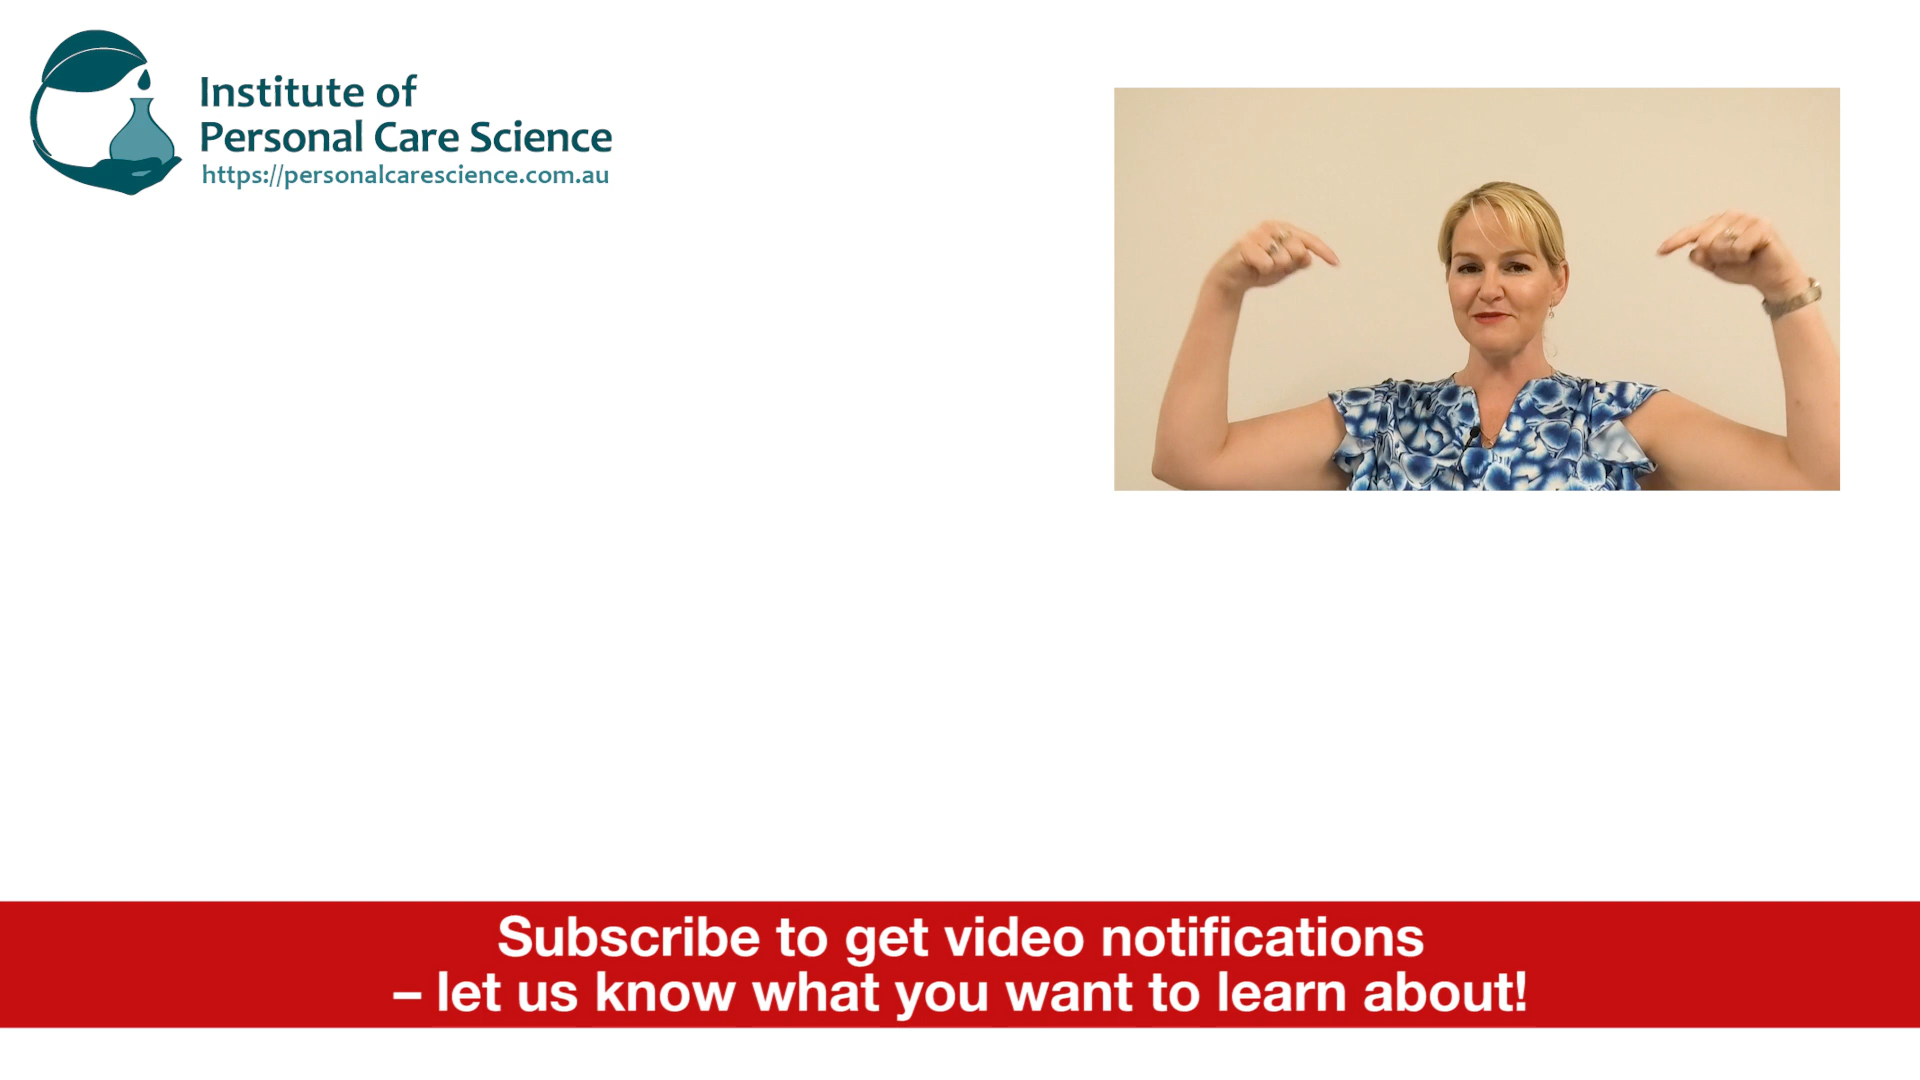 Institute of
Personal Care Science
https://personalcarescience.com.au
Subscribe to get video notifications
– let us know what you want to learn about!